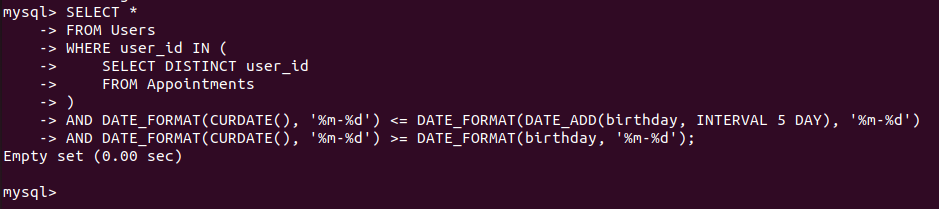 mysql> SELECT *
    -> FROM Users
    -> WHERE user_id IN (
    ->     SELECT DISTINCT user_id
    ->     FROM Appointments
    -> )
    -> AND DATE_FORMAT(CURDATE(), '%m-%d') <= DATE_FORMAT(DATE_ADD(birthday, INTERVAL 5 DAY), '%m-%d')
    -> AND DATE_FORMAT(CURDATE(), '%m-%d') >= DATE_FORMAT(birthday, '%m-%d');
Empty set (0.00 sec)

mysql>